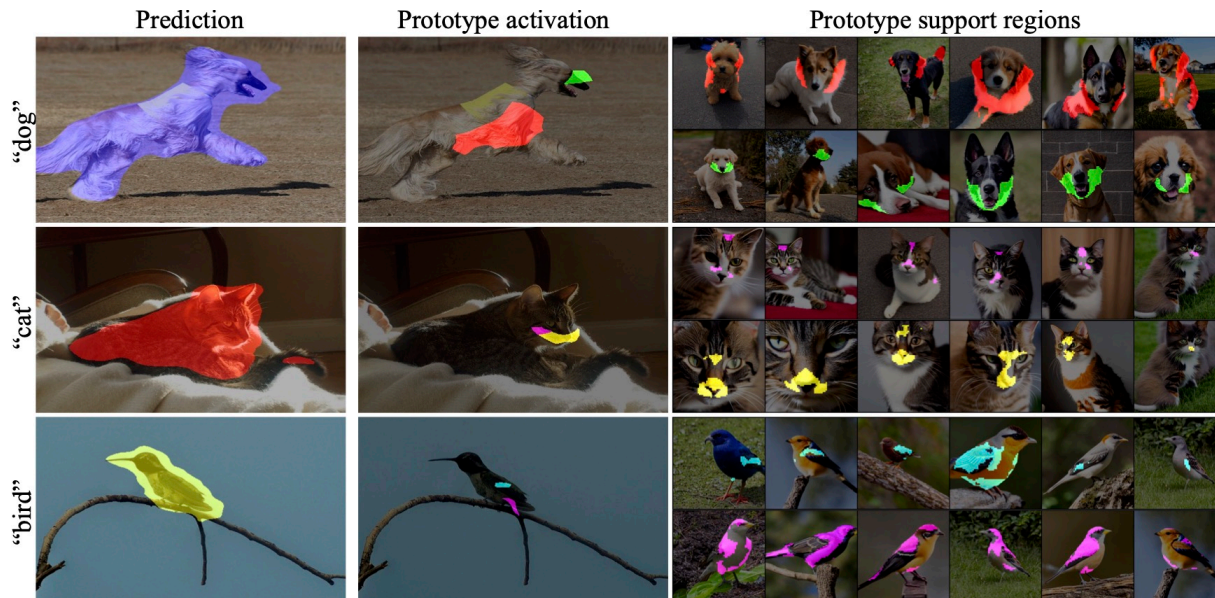 Prediction
Prototype activation
Prototype support regions
“dog”
“cat”
“bird”